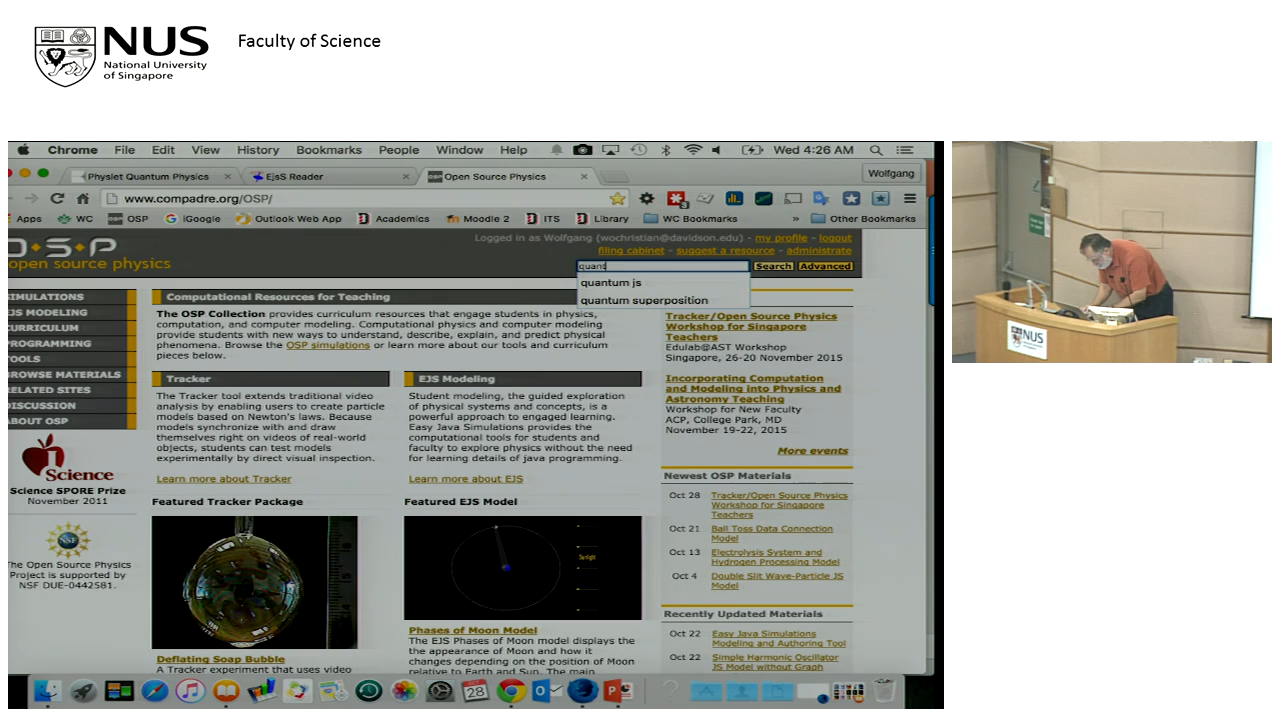 NUS
National University
of Singapore
Faculty of Science
Chrome File Edit View History Bookmarks People Window Help Wed 4:26 AM
Physlet Quantum Physics
EjsS Reader
Open Source Physics
Wolfgang
www.compadre.org/OSP/
3
Apps WC OSP iGoogle Outlook Web App Academics Moodle 2 ITS Library WC Bookmarks » Other Bookmarks
OSP
open source physics
Logged in as Wolfgang (wochristian@davidson.edu) - my profile - logout
filing cabinet - suggest a resource - administrate
quant
Search
Advanced
quantum js
quantum superposition
SIMULATIONS
EJS MODELING
CURRICULUM
PROGRAMMING
TOOLS
BROWSE MATERIALS
RELATED SITES
DISCUSSION
ABOUT OSP
Science
Science SPORE Prize
November 2011
NSF
The Open Source Physics
Project is supported by
NSF DUE-0442581.
Computational Resources for Teaching
The OSP Collection provides curriculum resources that engage students in physics,
computation, and computer modeling. Computational physics and computer modeling
provide students with new ways to understand, describe, explain, and predict physical
phenomena. Browse the OSP simulations or learn more about our tools and curriculum
pieces below.
Tracker
The Tracker tool extends traditional video
analysis by enabling users to create particle
models based on Newton's laws. Because
models synchronize with and draw
themselves right on videos of real-world
objects, students can test models
experimentally by direct visual inspection.
Learn more about Tracker
Featured Tracker Package
Deflating Soap Bubble
A Tracker experiment that uses video
EJS Modeling
Student modeling, the guided exploration
of physical systems and concepts, is a
powerful approach to engaged learning.
Easy Java Simulations provides the
computational tools for students and
faculty to explore physics without the need
for learning details of java programming.
Learn more about EJS
Featured EJS Model
Sunlight
Phases of Moon Model
The EJS Phases of Moon model displays the
the appearance of Moon and how it
changes depending on the position of Moon
relative to Earth and Sun. The main
Tracker/Open Source Physics
Workshop for Singapore
Teachers
Edulab@AST Workshop
Singapore, 26-20 November 2015
Incorporating Computation
and Modeling into Physics and
Astronomy Teaching
Workshop for New Faculty
ACP, College Park, MD
November 19-22, 2015
More events
Newest OSP Materials
Oct 28 Tracker/Open Source Physics
Workshop for Singapore
Teachers
Oct 21 Ball Toss Data Connection
Model
Oct 13 Electrolysis System and
Hydrogen Processing Model
Oct 4 Double Slit Wave-Particle JS
Model
Recently Updated Materials
Oct 22 Easy Java Simulations
Modeling and Authoring Tool
Oct 22 Simple Harmonic Oscillator
JS Model without Graph
28
NUS